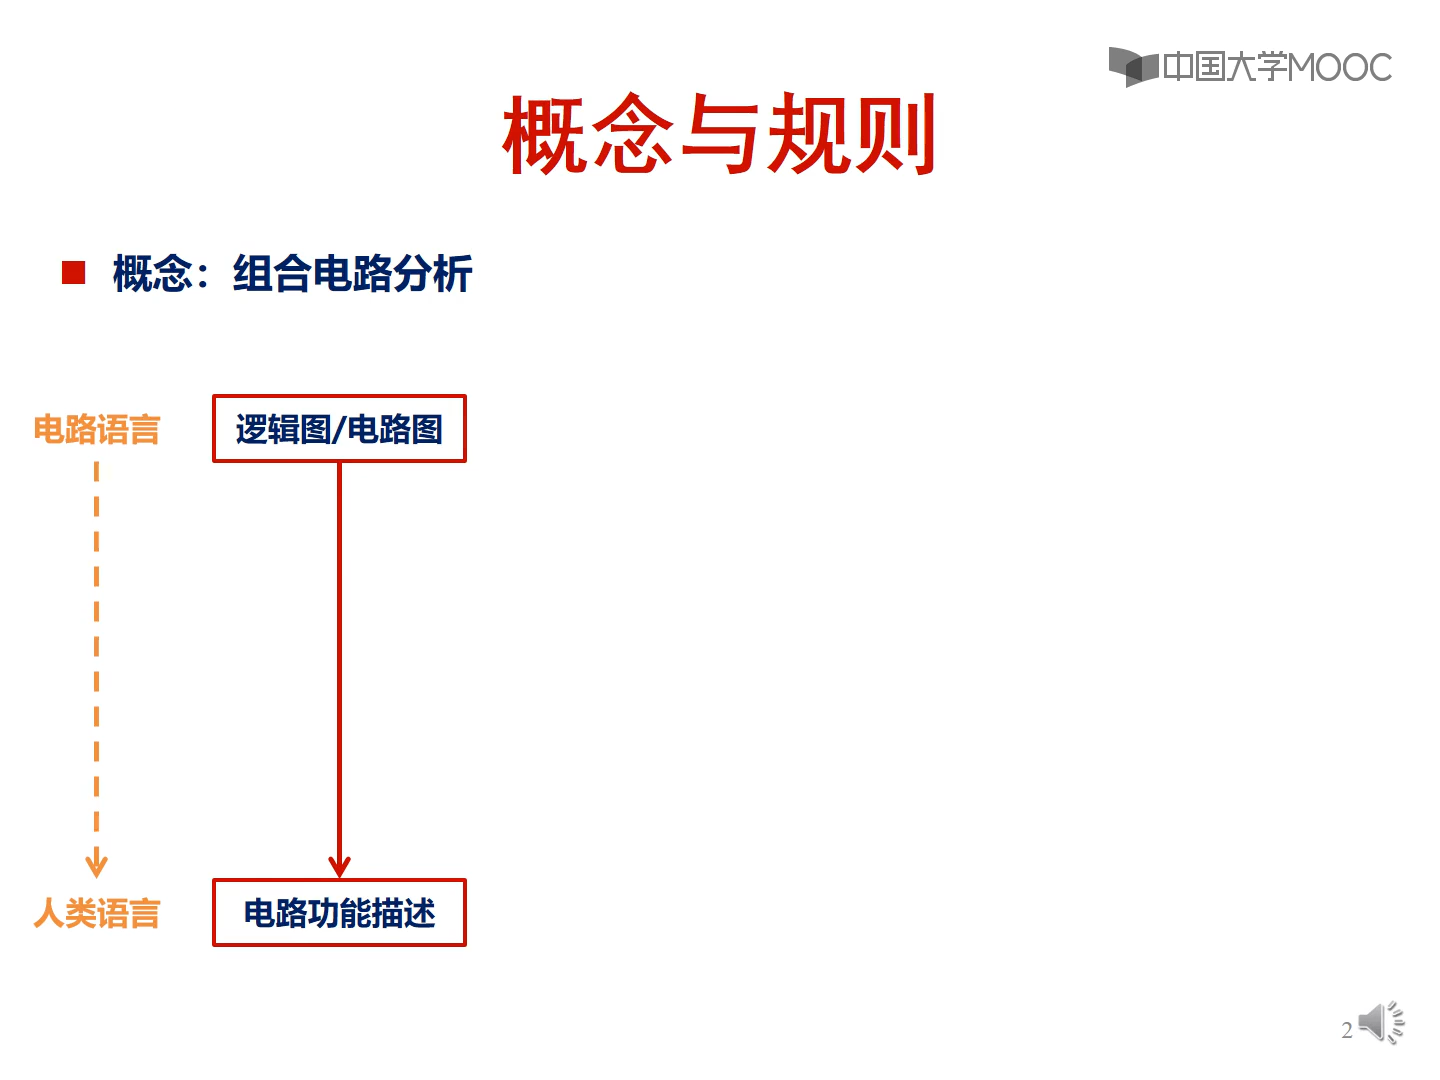 中国大学MOOC
概念与规则
概念：组合电路分析
电路语言
逻辑图/电路图
人类语言
电路功能描述
2